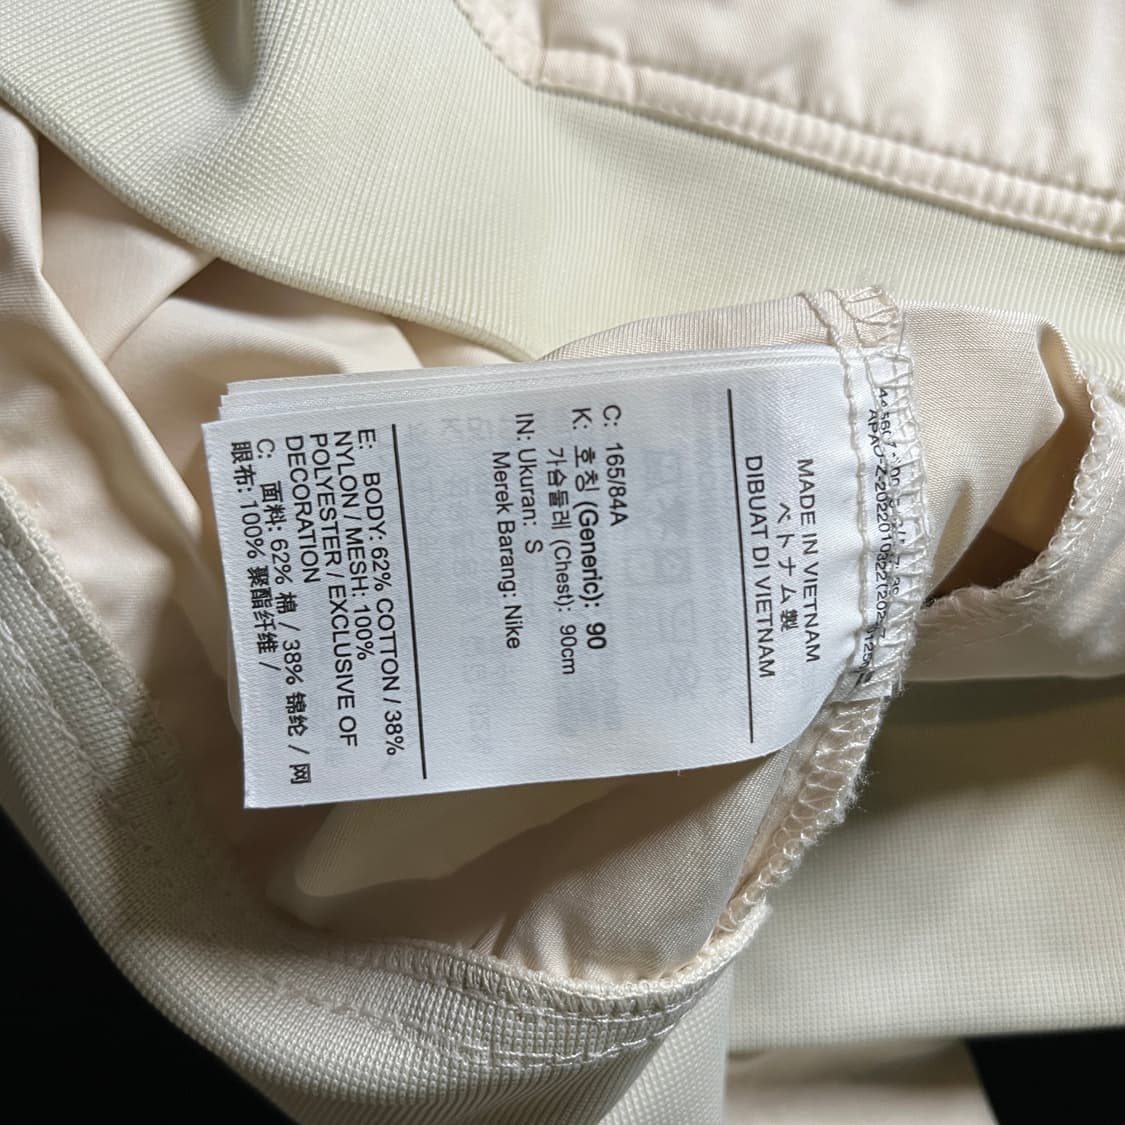 MADE IN VIETNAM
ベトナム製
DIBUAT DI VIETNAM
C: 165/84A
K: 호칭 (Generic): 90
가슴둘레 (Chest): 90cm
IN: Ukuran: S
Merek Barang: Nike
E: BODY: 62% COTTON / 38%
NYLON / MESH: 100%
POLYESTER / EXCLUSIVE OF
DECORATION
C: 面料: 62% 棉 / 38% 锦纶 / 网
眼布: 100% 聚酯纤维 /